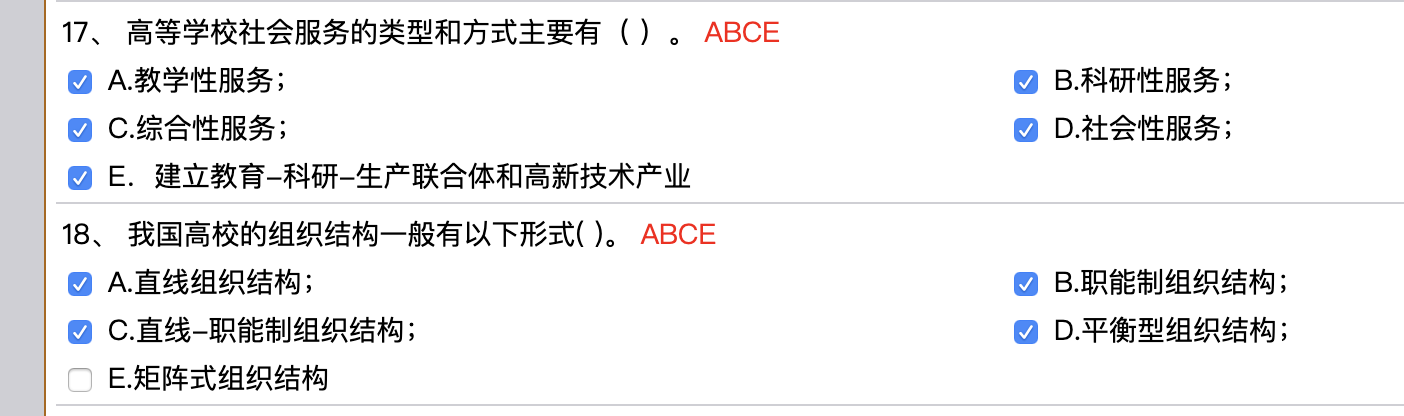 17、 高等学校社会服务的类型和方式主要有（ ）。 ABCE
A.教学性服务； B.科研性服务；
C.综合性服务； D.社会性服务；
E. 建立教育–科研–生产联合体和高新技术产业
18、 我国高校的组织结构一般有以下形式( )。 ABCE
A.直线组织结构； B.职能制组织结构；
C.直线–职能制组织结构； D.平衡型组织结构；
E.矩阵式组织结构